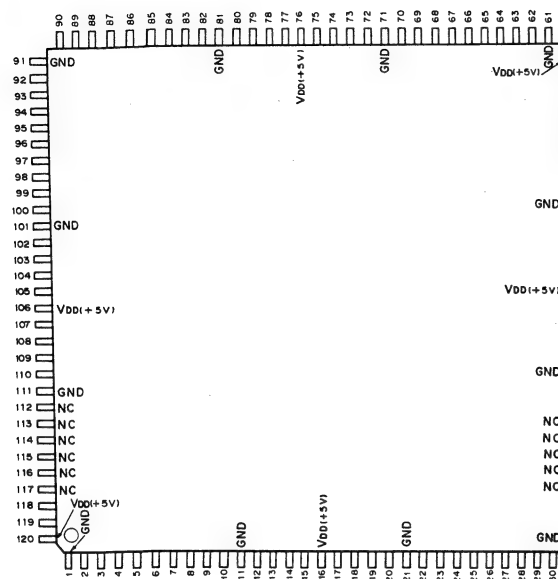 90 89 88 87 86 85 84 83 82 81 80 79 78 77 76 75 74 73 72 71 70 69 68 67 66 65 64 63 62 61
91 GND GND VDD(+5V) GND VDD(+5V) GND
92
93
94
95
96
97
98
99
100 GND
101 GND
102
103
104
105 VDD(+5V)
106 VDD(+5V)
107
108
109
110 GND
111 GND
112 NC
113 NC NC
114 NC NC
115 NC NC
116 NC NC
117 NC NC
118 VDD(+5V)
119
120 GND GND VDD(+5V) GND GND
1 2 3 4 5 6 7 8 9 10 11 12 13 14 15 16 17 18 19 20 21 22 23 24 25 26 27 28 29 30